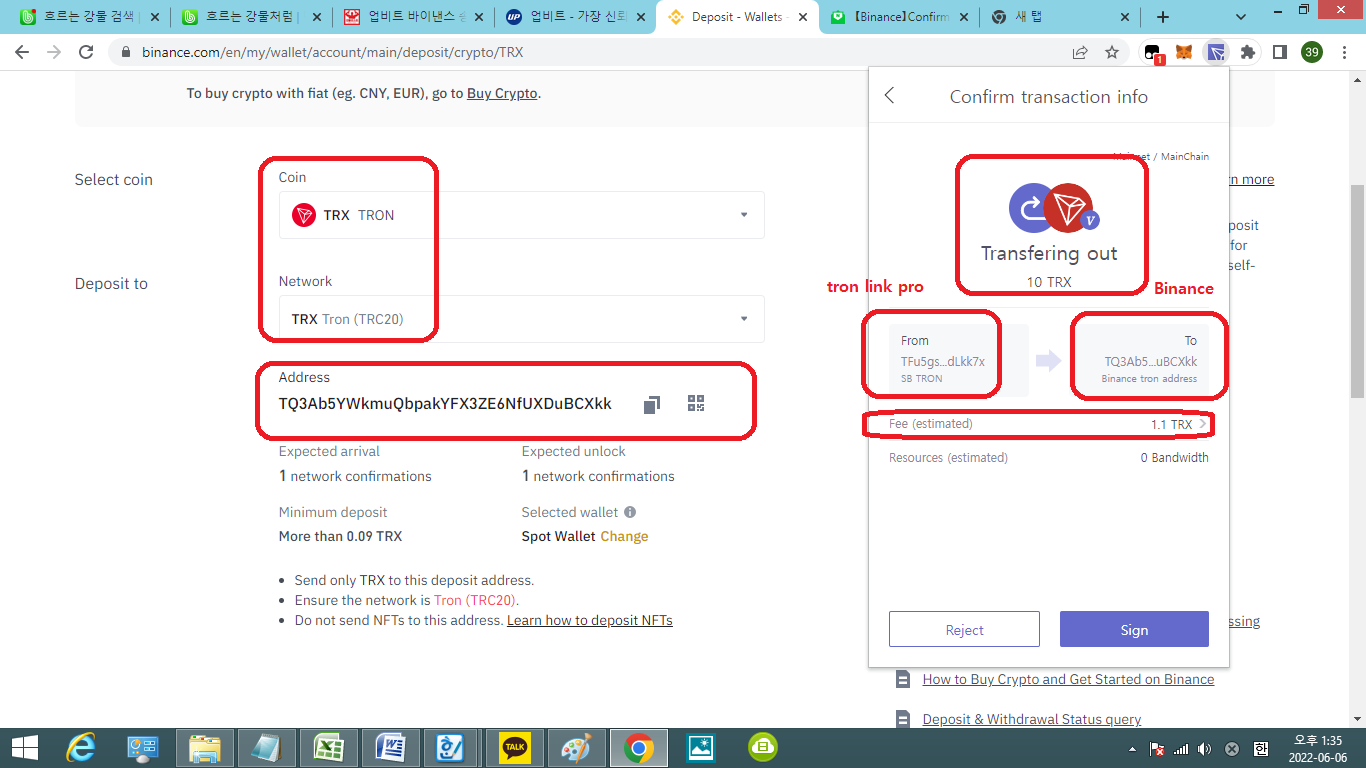 흐르는 강물 검색 |
흐르는 강물처럼 |
업비트 바이낸스 송
업비트 - 가장 신뢰
Deposit - Wallets -
【Binance】Confirm
새 탭
binance.com/en/my/wallet/account/main/deposit/crypto/TRX
1
39
To buy crypto with fiat (eg. CNY, EUR), go to Buy Crypto.
Select coin
Coin
TRX TRON
Deposit to
Network
TRX Tron (TRC20)
Address
TQ3Ab5YWkmuQbpakYFX3ZE6NfUXDuBCXkk
Expected arrival
Expected unlock
1 network confirmations
1 network confirmations
Minimum deposit
Selected wallet
More than 0.09 TRX
Spot Wallet Change
Send only TRX to this deposit address.
Ensure the network is Tron (TRC20).
Do not send NFTs to this address. Learn how to deposit NFTs
Confirm transaction info
Mainnet / MainChain
Transfering out
10 TRX
tron link pro
Binance
From
To
TFu5gs...dLkk7x
TQ3Ab5...uBCXkk
SB TRON
Binance tron address
Fee (estimated)
1.1 TRX
Resources (estimated)
0 Bandwidth
Reject
Sign
rn more
posit
for
self-
ssing
How to Buy Crypto and Get Started on Binance
Deposit & Withdrawal Status query
TALK
한
오후 1:35
2022-06-06